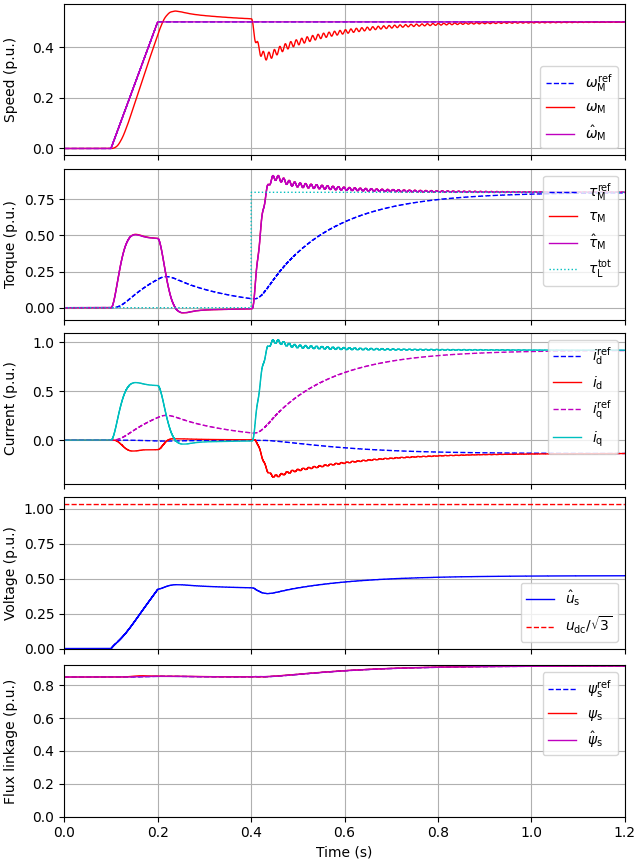 Speed (p.u.)
0.4
0.2
0.0
ω_M^ref
ω_M
ω̂_M
Torque (p.u.)
0.75
0.50
0.25
0.00
τ_M^ref
τ_M
τ̂_M
τ_L^tot
Current (p.u.)
1.0
0.5
0.0
i_d^ref
i_d
i_q^ref
i_q
Voltage (p.u.)
1.00
0.75
0.50
0.25
0.00
û_s
u_dc/√3
Flux linkage (p.u.)
0.8
0.6
0.4
0.2
0.0
ψ_s^ref
ψ_s
ψ̂_s
0.0 0.2 0.4 0.6 0.8 1.0 1.2
Time (s)